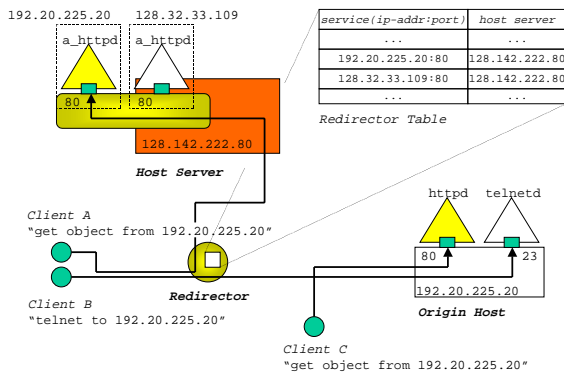 192.20.225.20
128.32.33.109
a_httpd
a_httpd
80
80
128.142.222.80
Host Server
service(ip-addr:port)
host server
...
...
192.20.225.20:80
128.142.222.80
128.32.33.109:80
128.142.222.80
...
...
Redirector Table
Client A
“get object from 192.20.225.20”
Client B
“telnet to 192.20.225.20”
Redirector
httpd
telnetd
80
23
192.20.225.20
Origin Host
Client C
“get object from 192.20.225.20”